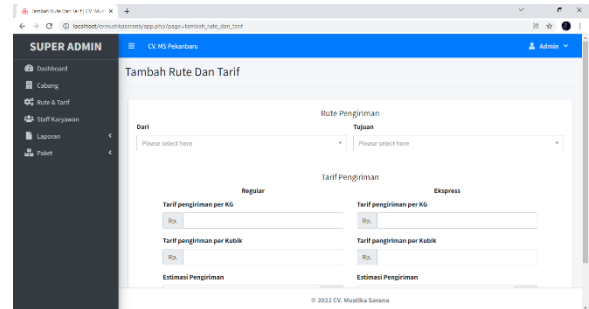 Tambah Rute Dan Tarif | CV. Mus
localhost/cvmustikasarana/app.php?page=tambah_rute_dan_tarif
SUPER ADMIN
CV. MS Pekanbaru
Admin
Dashboard
Cabang
Rute & Tarif
Staff Karyawan
Laporan
Paket
Tambah Rute Dan Tarif
Rute Pengiriman
Dari Tujuan
Please select here Please select here
Tarif Pengiriman
Regular Ekspress
Tarif pengiriman per KG Tarif pengiriman per KG
Rp. Rp.
Tarif pengiriman per Kubik Tarif pengiriman per Kubik
Rp. Rp.
Estimasi Pengiriman Estimasi Pengiriman
© 2022 CV. Mustika Sarana